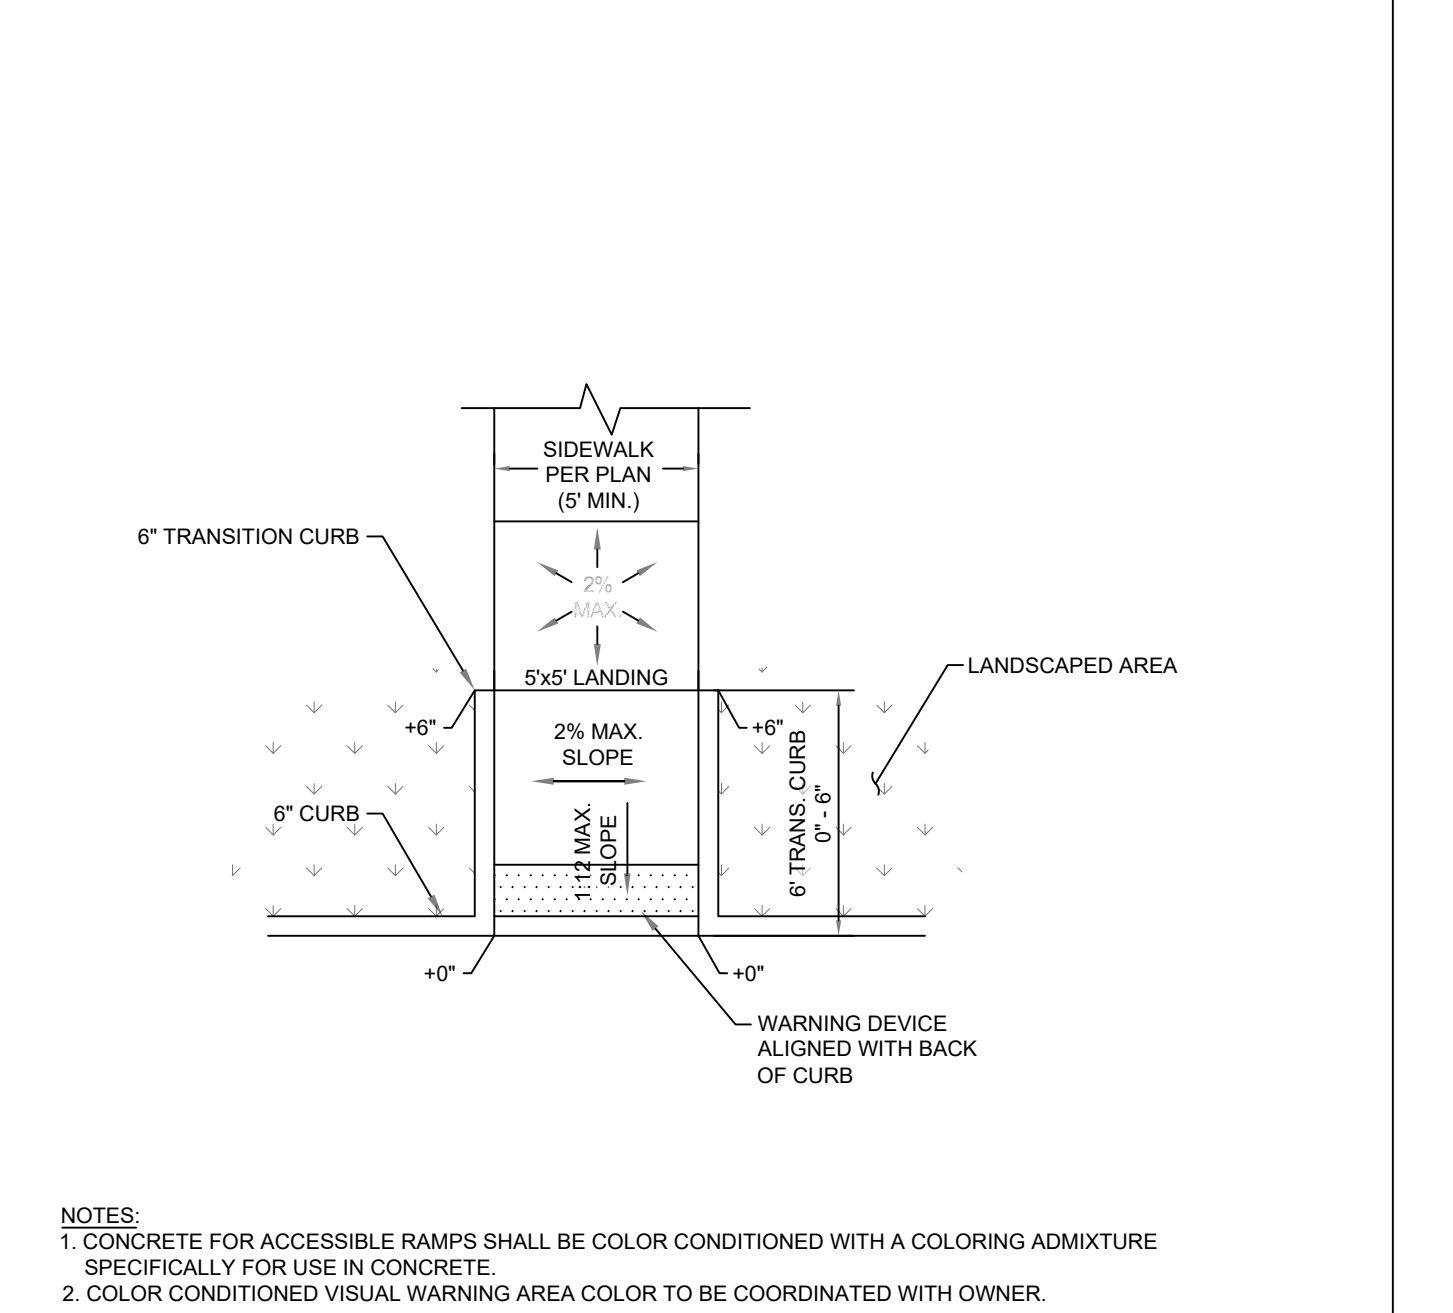 SIDEWALK
PER PLAN
(5' MIN.)
6" TRANSITION CURB
2%
MAX.
LANDSCAPED AREA
5'x5' LANDING
+6"
+6"
2% MAX.
SLOPE
6" CURB
1:12 MAX.
SLOPE
6' TRANS. CURB
0" - 6"
+0"
+0"
WARNING DEVICE
ALIGNED WITH BACK
OF CURB
NOTES:
1. CONCRETE FOR ACCESSIBLE RAMPS SHALL BE COLOR CONDITIONED WITH A COLORING ADMIXTURE
SPECIFICALLY FOR USE IN CONCRETE.
2. COLOR CONDITIONED VISUAL WARNING AREA COLOR TO BE COORDINATED WITH OWNER.